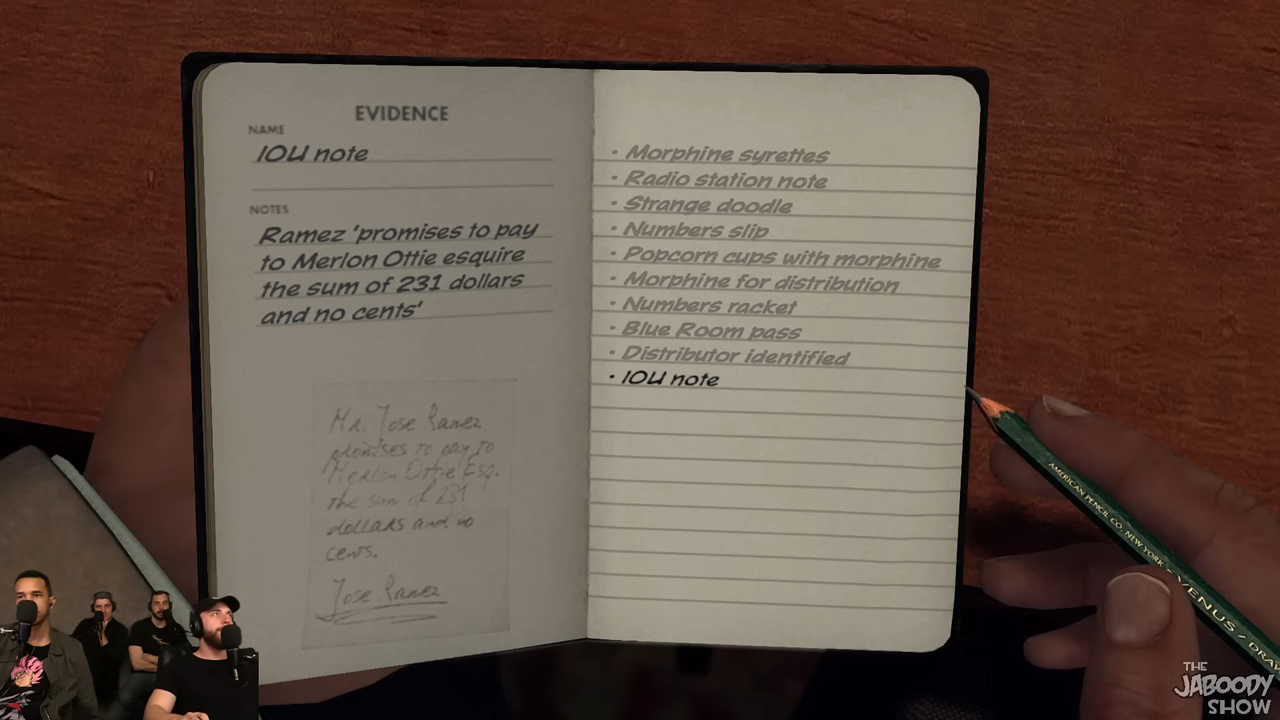 EVIDENCE
NAME
IOU note
NOTES
Ramez 'promises to pay
to Merlon Ottie esquire
the sum of 231 dollars
and no cents'
Mr. Jose Ramez
promises to pay to
Merlon Ottie Esq.
the sum of 231
dollars and no
cents.
Jose Ramez
• Morphine syrettes
• Radio station note
• Strange doodle
• Numbers slip
• Popcorn cups with morphine
• Morphine for distribution
• Numbers racket
• Blue Room pass
• Distributor identified
• IOU note
AMERICAN PENCIL CO. NEW YORK VENUS / DRA
THE
JABOODY
SHOW